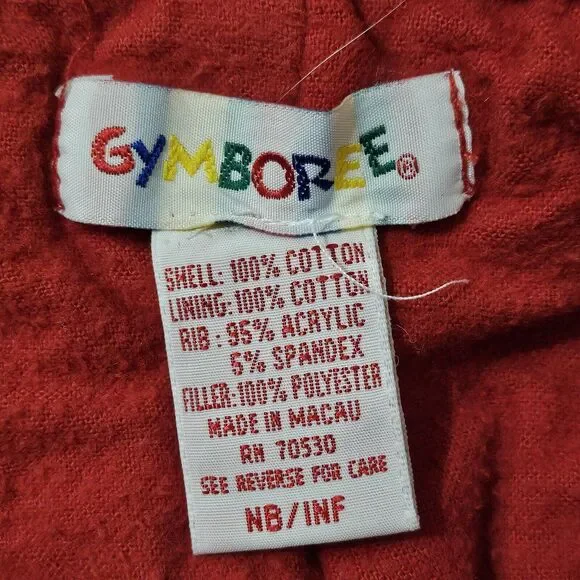 GYMBOREE®
SHELL: 100% COTTON
LINING: 100% COTTON
RIB: 95% ACRYLIC
5% SPANDEX
FILLER: 100% POLYESTER
MADE IN MACAU
RN 70530
SEE REVERSE FOR CARE
NB/INF